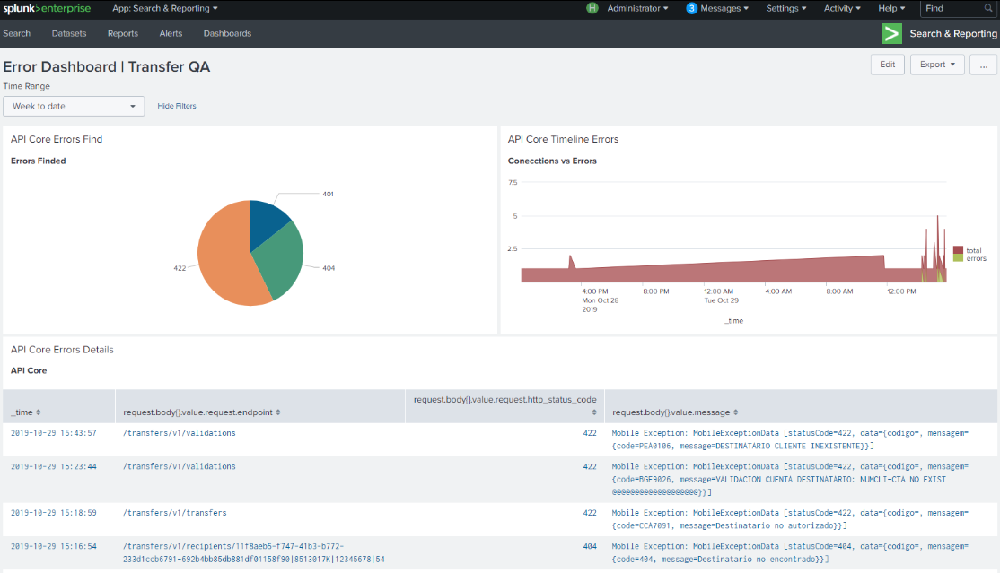 splunk>enterprise App: Search & Reporting H Administrator 3 Messages Settings Activity Help Find
Search Datasets Reports Alerts Dashboards Search & Reporting
Error Dashboard | Transfer QA Edit Export ...
Time Range
Week to date Hide Filters
API Core Errors Find
Errors Finded
401
404
422
API Core Timeline Errors
Conecctions vs Errors
7.5
5
2.5
total
errors
4:00 PM 8:00 PM 12:00 AM 4:00 AM 8:00 AM 12:00 PM
Mon Oct 28 Tue Oct 29
2019
_time
API Core Errors Details
API Core
_time request.body{}.value.request.endpoint request.body{}.value.request.http_status_code request.body{}.value.message
2019-10-29 15:43:57 /transfers/v1/validations 422 Mobile Exception: MobileExceptionData [statusCode=422, data={codigo=, mensagem=
{code=PEA0106, message=DESTINATARIO CLIENTE INEXISTENTE}}]
2019-10-29 15:23:44 /transfers/v1/validations 422 Mobile Exception: MobileExceptionData [statusCode=422, data={codigo=, mensagem=
{code=BGE9026, message=VALIDACION CUENTA DESTINATARIO: NUMCLI-CTA NO EXIST
@@@@@@@@@@@@@@@@@@@}}]
2019-10-29 15:18:59 /transfers/v1/transfers 422 Mobile Exception: MobileExceptionData [statusCode=422, data={codigo=, mensagem=
{code=CCA7091, message=Destinatario no autorizado}}]
2019-10-29 15:16:54 /transfers/v1/recipients/11f8aeb5-f747-41b3-b772- 404 Mobile Exception: MobileExceptionData [statusCode=404, data={codigo=, mensagem=
233d1ccb6791-692b4bb85db881df01158f90|8513017K|12345678|54 {code=404, message=Destinatario no encontrado}}]